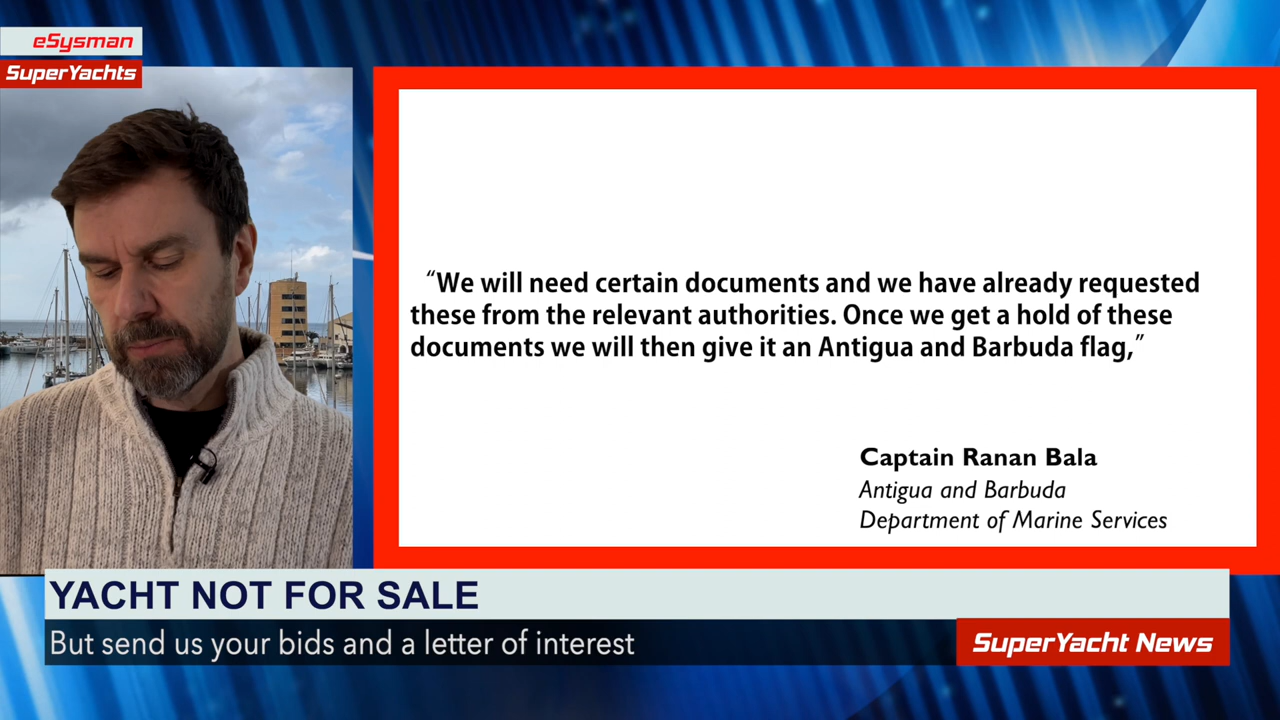 eSysman
SuperYachts
“We will need certain documents and we have already requested
these from the relevant authorities. Once we get a hold of these
documents we will then give it an Antigua and Barbuda flag,”
Captain Ranan Bala
Antigua and Barbuda
Department of Marine Services
YACHT NOT FOR SALE
But send us your bids and a letter of interest
SuperYacht News